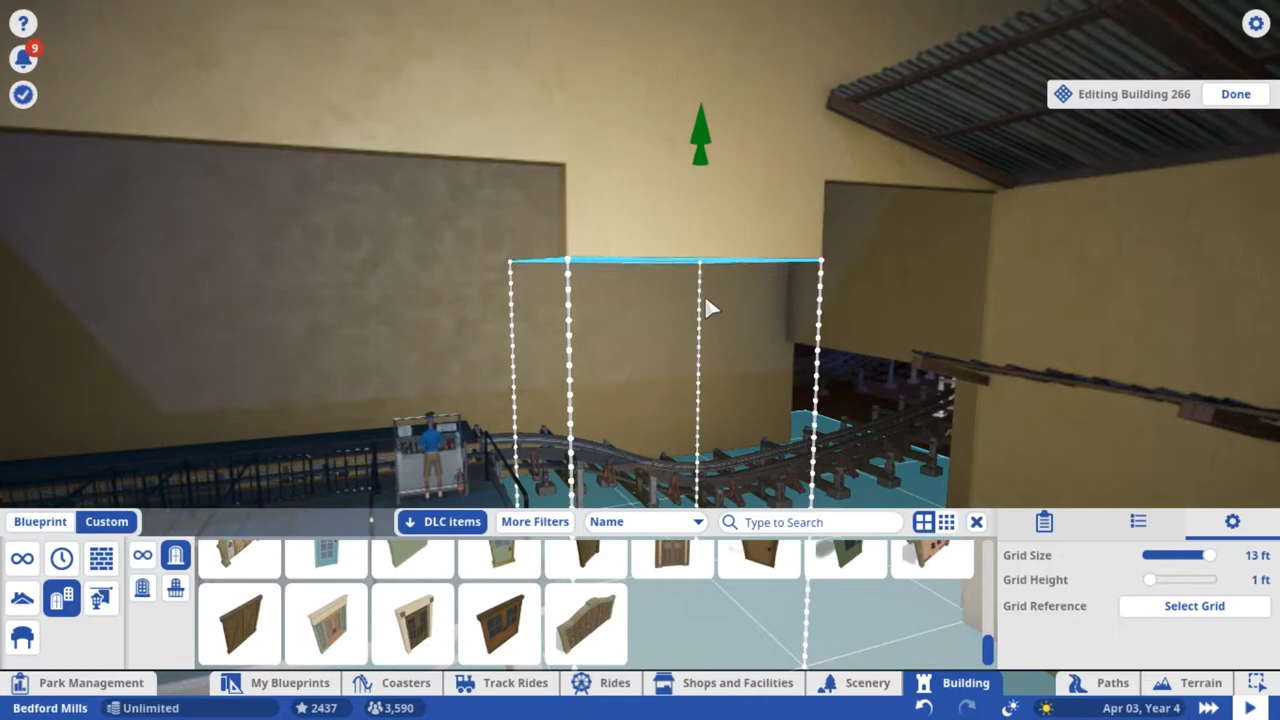 ?
9
Editing Building 266 Done
Blueprint Custom DLC items More Filters Name Type to Search
Grid Size 13 ft
Grid Height 1 ft
Grid Reference Select Grid
Park Management My Blueprints Coasters Track Rides Rides Shops and Facilities Scenery Building Paths Terrain
Bedford Mills Unlimited 2437 3,590 Apr 03, Year 4